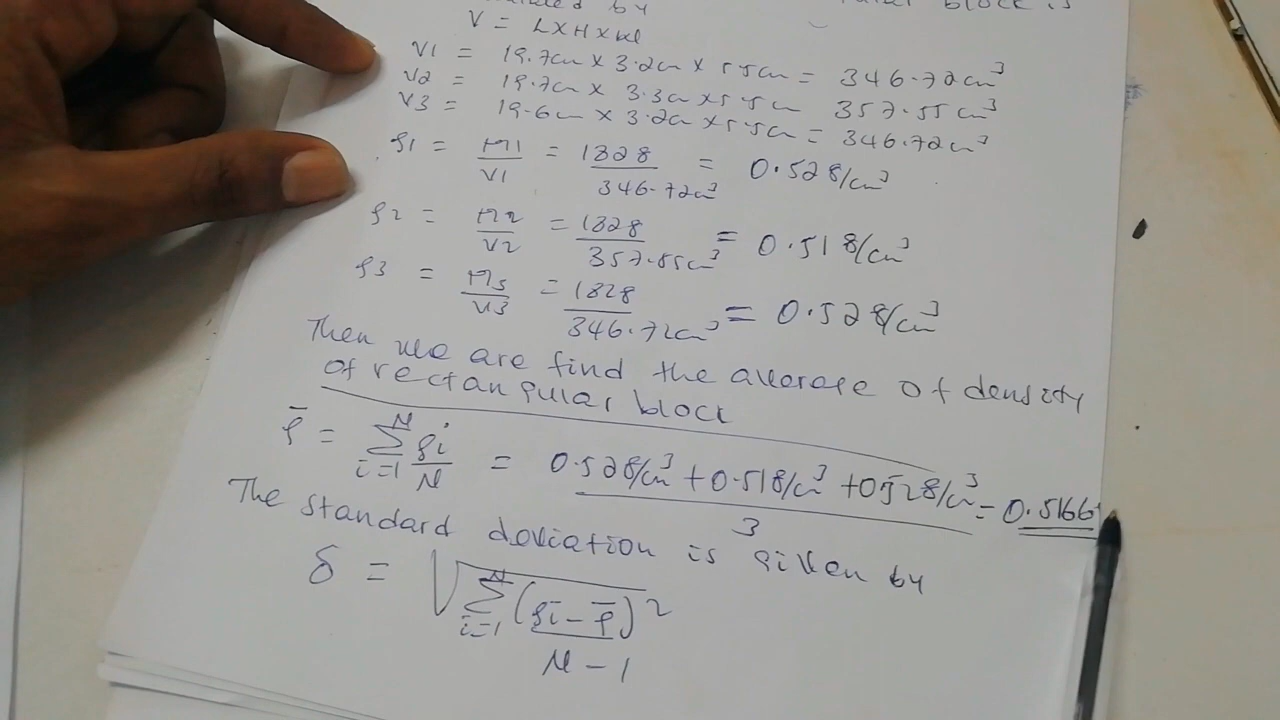 by block is
V = LXHXW
V1 = 19.7cm x 3.2cm x 5.5cm = 346.72cm³
V2 = 19.7cm x 3.3cm x 5.5cm 357.55cm³
V3 = 19.6cm x 3.2cm x 5.5cm = 346.72cm³
ρ1 = M1/V1 = 182g/346.72cm³ = 0.52g/cm³
ρ2 = M2/V2 = 182g/357.55cm³ = 0.51g/cm³
ρ3 = M3/V3 = 182g/346.72cm³ = 0.52g/cm³
Then we are find the average of density
of rectangular block
ρ̄ = Σ i=1 N ρi/N = 0.52g/cm³ + 0.51g/cm³ + 0.52g/cm³ / 3 = 0.5166
The standard deviation is given by
δ = √ Σ i=1 N (ρi - ρ̄)² / N - 1